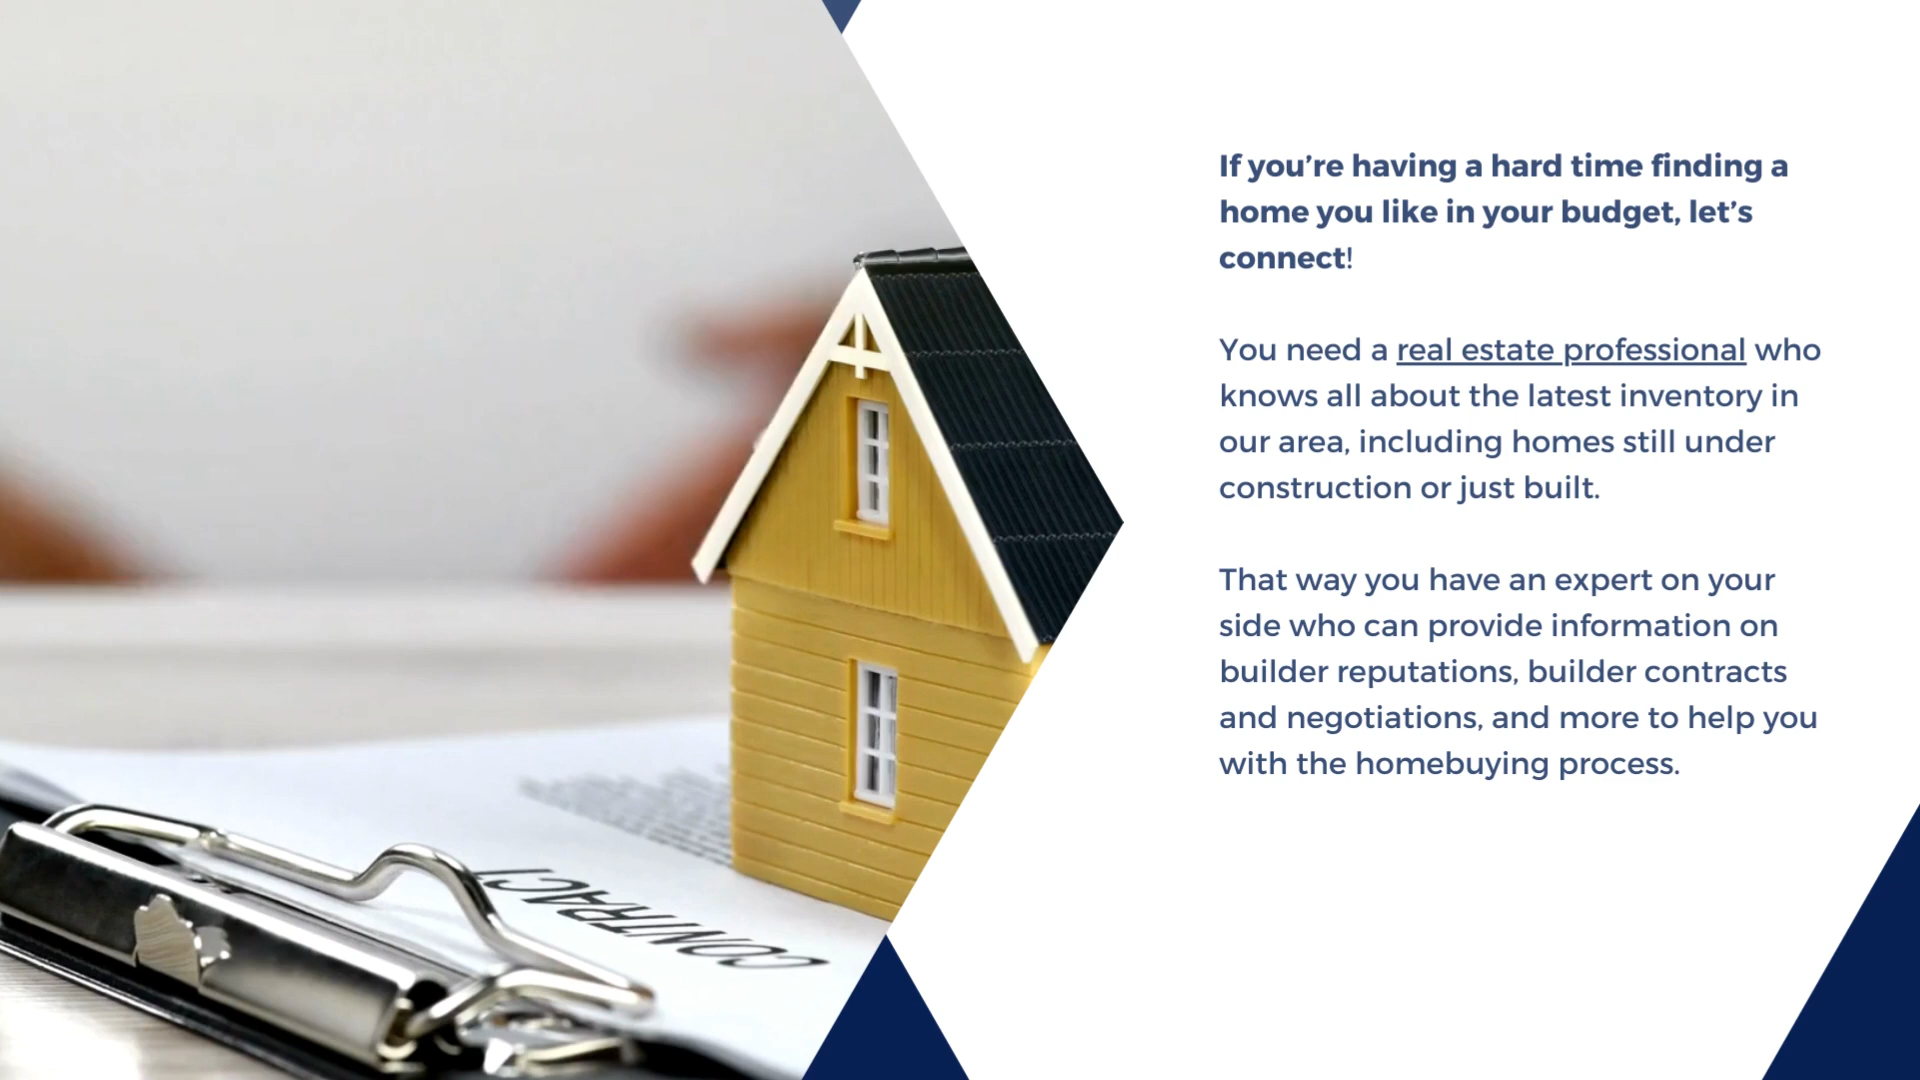 If you’re having a hard time finding a
home you like in your budget, let’s
connect!
You need a real estate professional who
knows all about the latest inventory in
our area, including homes still under
construction or just built.
That way you have an expert on your
side who can provide information on
builder reputations, builder contracts
and negotiations, and more to help you
with the homebuying process.
CONTRACT